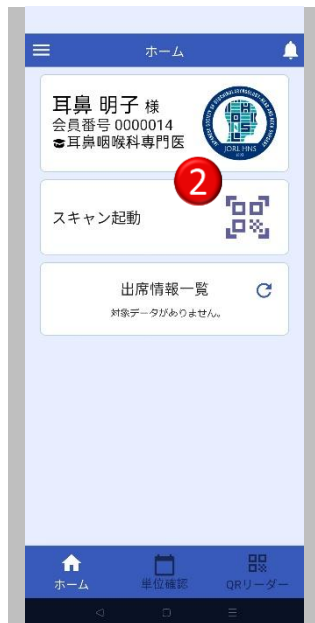 ホーム
耳鼻 明子 様
会員番号 0000014
耳鼻咽喉科専門医
JORL HNS
2
スキャン起動
出席情報一覧
対象データがありません。
ホーム
単位確認
QRリーダー